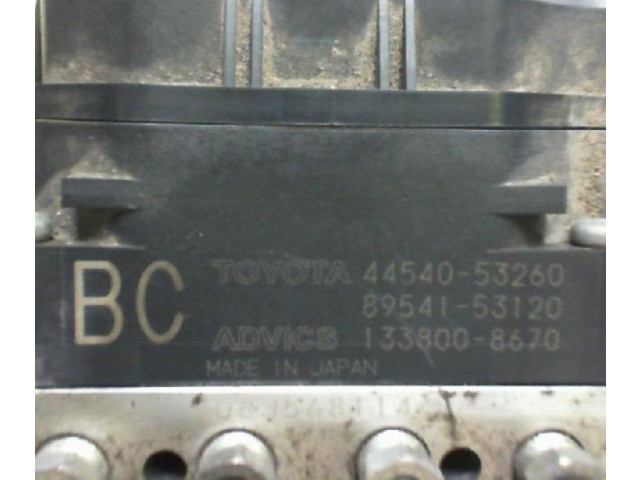 BC
TOYOTA 44540-53260
89541-53120
ADVICS 133800-8670
MADE IN JAPAN